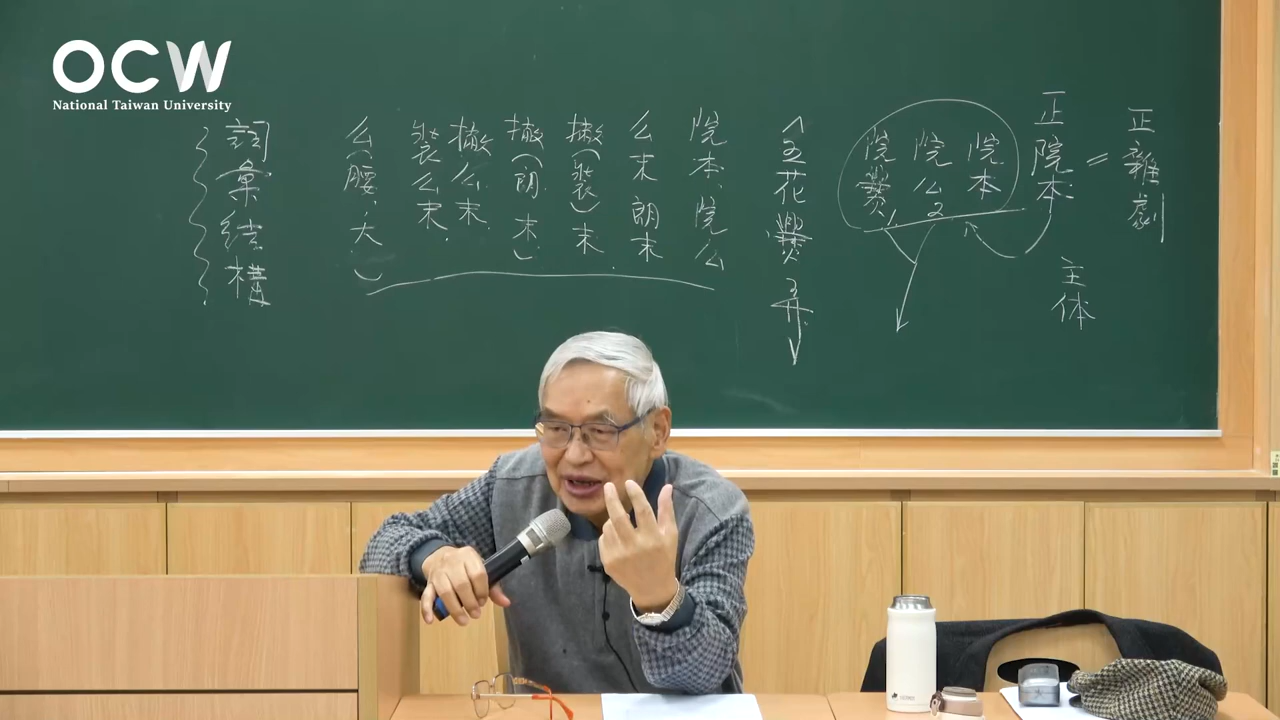 OCW
National Taiwan University
正雜劇
=
正院本
主体
院本
院么
院爨
1
2
<五花爨弄
院本、院么
么末 朗末
撇(裝)末
撇(朗末)
撇么末
裝么末
么(腰、大)
詞彙結構